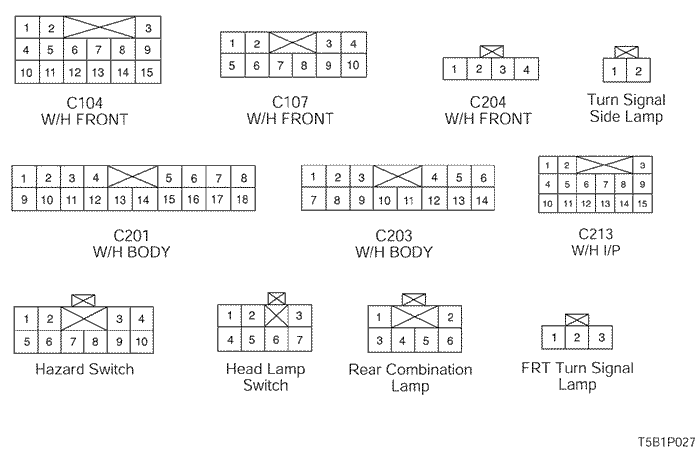 1 2 3
4 5 6 7 8 9
10 11 12 13 14 15
C104
W/H FRONT
1 2 3 4
5 6 7 8 9 10
C107
W/H FRONT
1 2 3 4
C204
W/H FRONT
1 2
Turn Signal
Side Lamp
1 2 3 4 5 6 7 8
9 10 11 12 13 14 15 16 17 18
C201
W/H BODY
1 2 3 4 5 6
7 8 9 10 11 12 13 14
C203
W/H BODY
1 2 3
4 5 6 7 8 9
10 11 12 13 14 15
C213
W/H I/P
1 2 3 4
5 6 7 8 9 10
Hazard Switch
1 2 3
4 5 6 7
Head Lamp
Switch
1 2
3 4 5 6
Rear Combination
Lamp
1 2 3
FRT Turn Signal
Lamp
T5B1P027